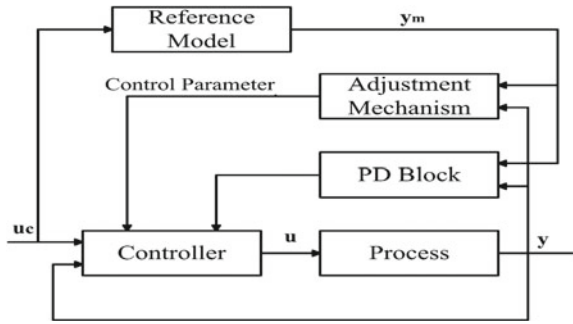 Reference
Model
ym
Control Parameter
Adjustment
Mechanism
PD Block
uc
Controller
u
Process
y